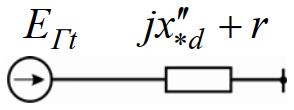 E_Гt jx″_*d + r